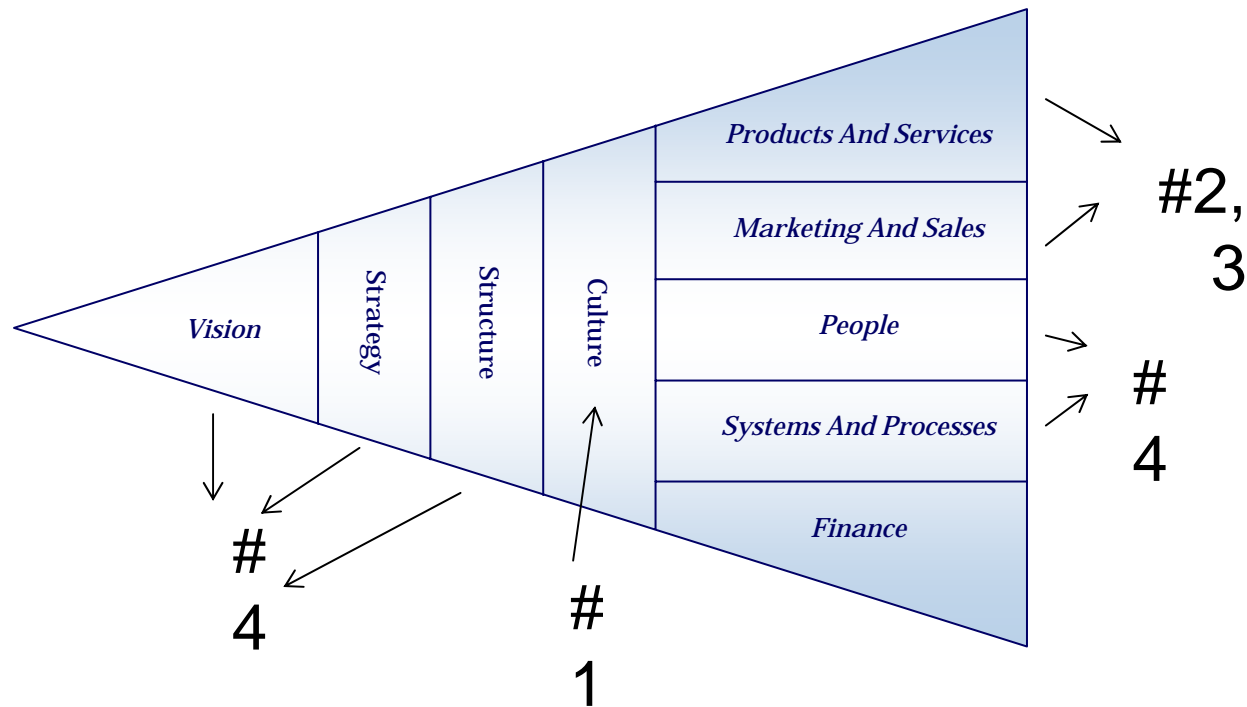 Products And Services
#2,
3
Marketing And Sales
Vision
Strategy
Structure
Culture
People
#
4
Systems And Processes
Finance
#
4
#
1